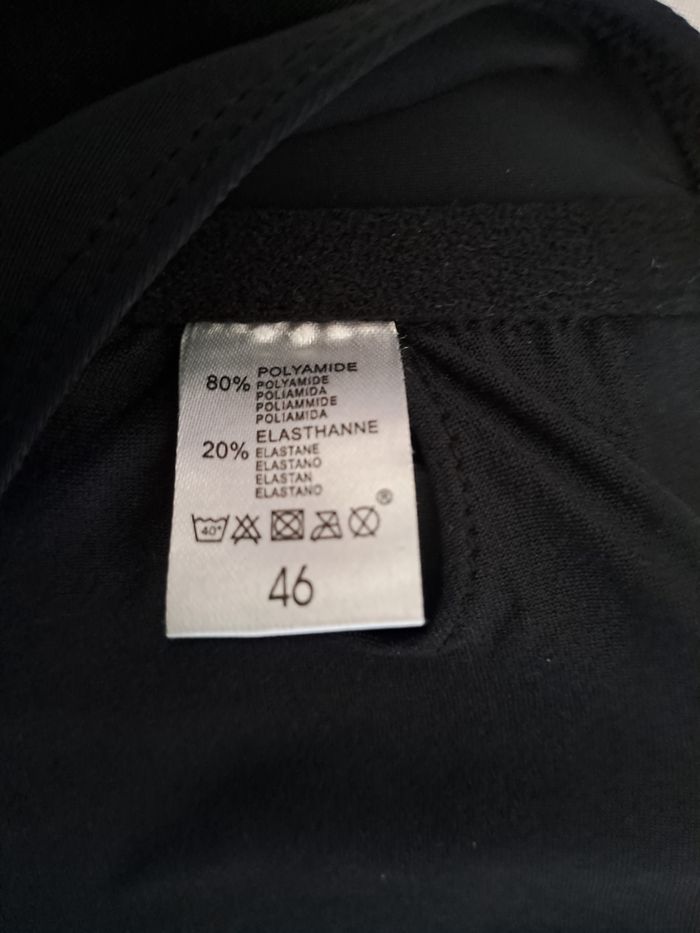 80% POLYAMIDE
POLYAMIDE
POLIAMIDA
POLIAMMIDE
POLIAMIDA
20% ELASTHANNE
ELASTANE
ELASTANO
ELASTAN
ELASTANO
®
40°
46